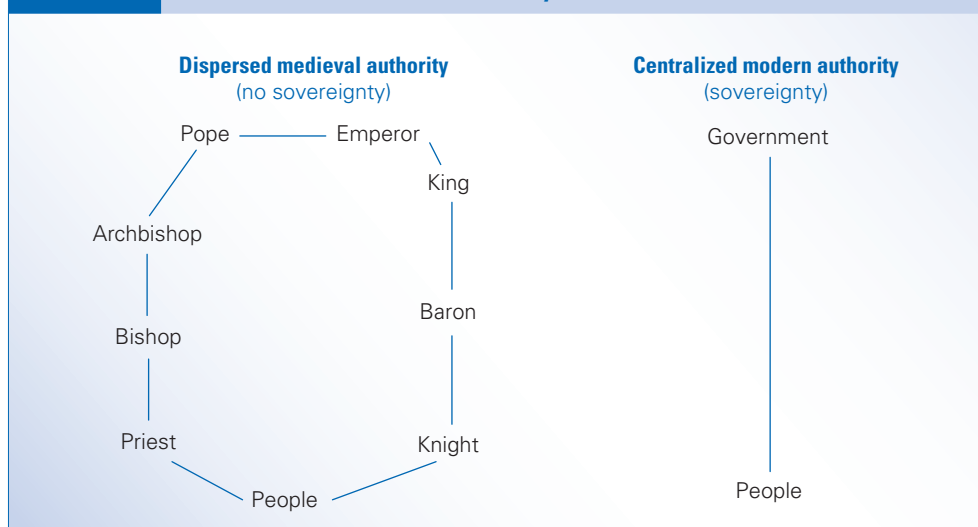 Dispersed medieval authority
(no sovereignty)
Pope
Emperor
King
Archbishop
Baron
Bishop
Priest
Knight
People
Centralized modern authority
(sovereignty)
Government
People